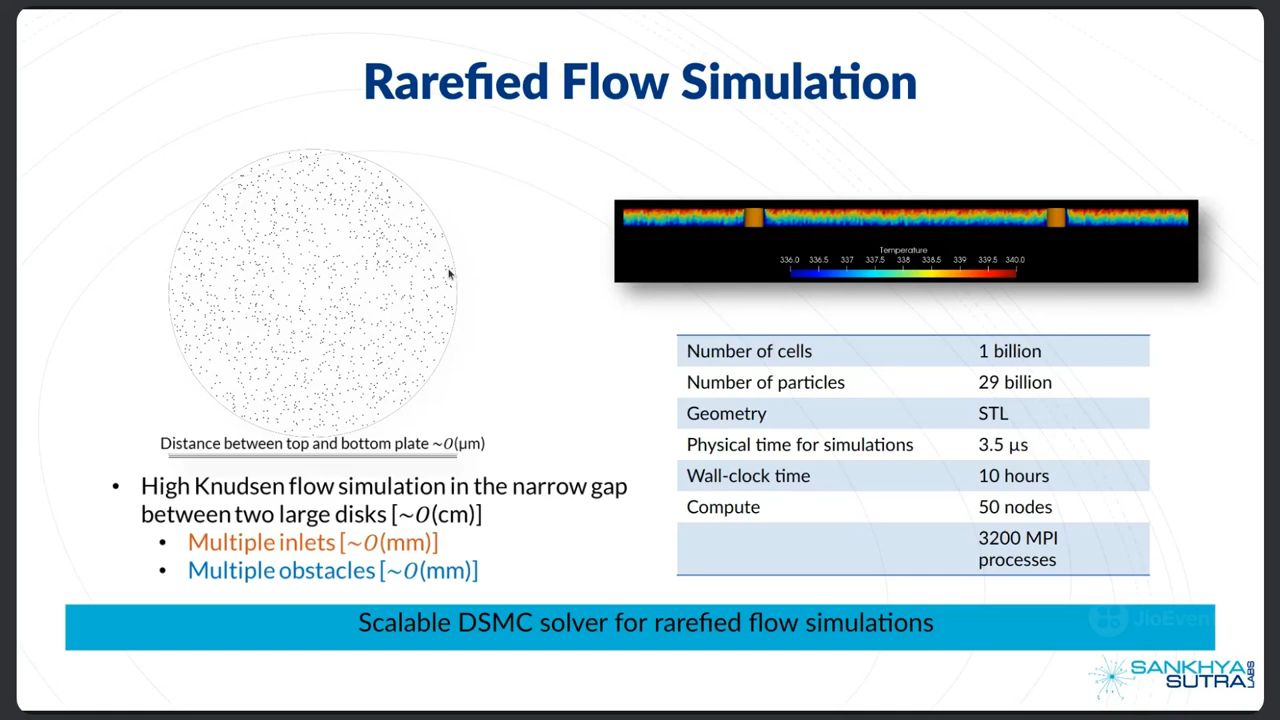 Rarefied Flow Simulation
Distance between top and bottom plate ~O(μm)
• High Knudsen flow simulation in the narrow gap
between two large disks [~O(cm)]
• Multiple inlets [~O(mm)]
• Multiple obstacles [~O(mm)]
Temperature
336.0 336.5 337 337.5 338 338.5 339 339.5 340.0
Number of cells 1 billion
Number of particles 29 billion
Geometry STL
Physical time for simulations 3.5 μs
Wall-clock time 10 hours
Compute 50 nodes
3200 MPI
processes
Scalable DSMC solver for rarefied flow simulations
JioEvent
SANKHYA
SUTRA LABS